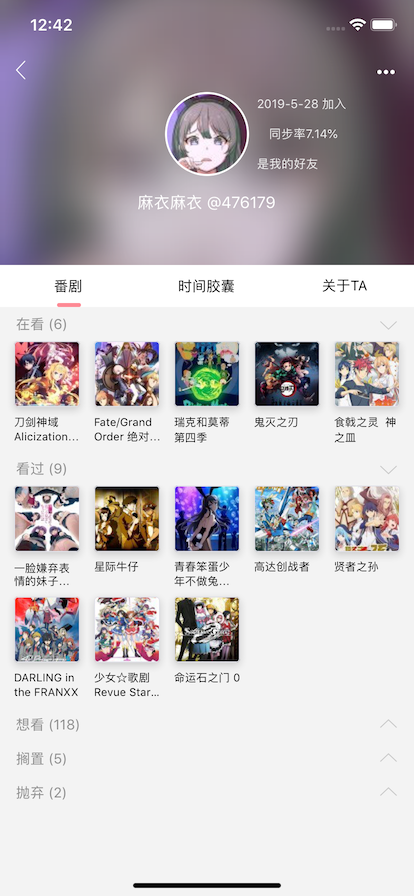 12:42
2019-5-28 加入
同步率7.14%
是我的好友
麻衣麻衣 @476179
番剧
时间胶囊
关于TA
在看 (6)
刀剑神域
Alicization...
Fate/Grand
Order 绝对...
瑞克和莫蒂
第四季
鬼灭之刃
食戟之灵 神
之皿
看过 (9)
一脸嫌弃表
情的妹子...
星际牛仔
青春笨蛋少
年不做兔...
高达创战者
贤者之孙
DARLING in
the FRANXX
少女☆歌剧
Revue Star...
命运石之门 0
想看 (118)
搁置 (5)
抛弃 (2)